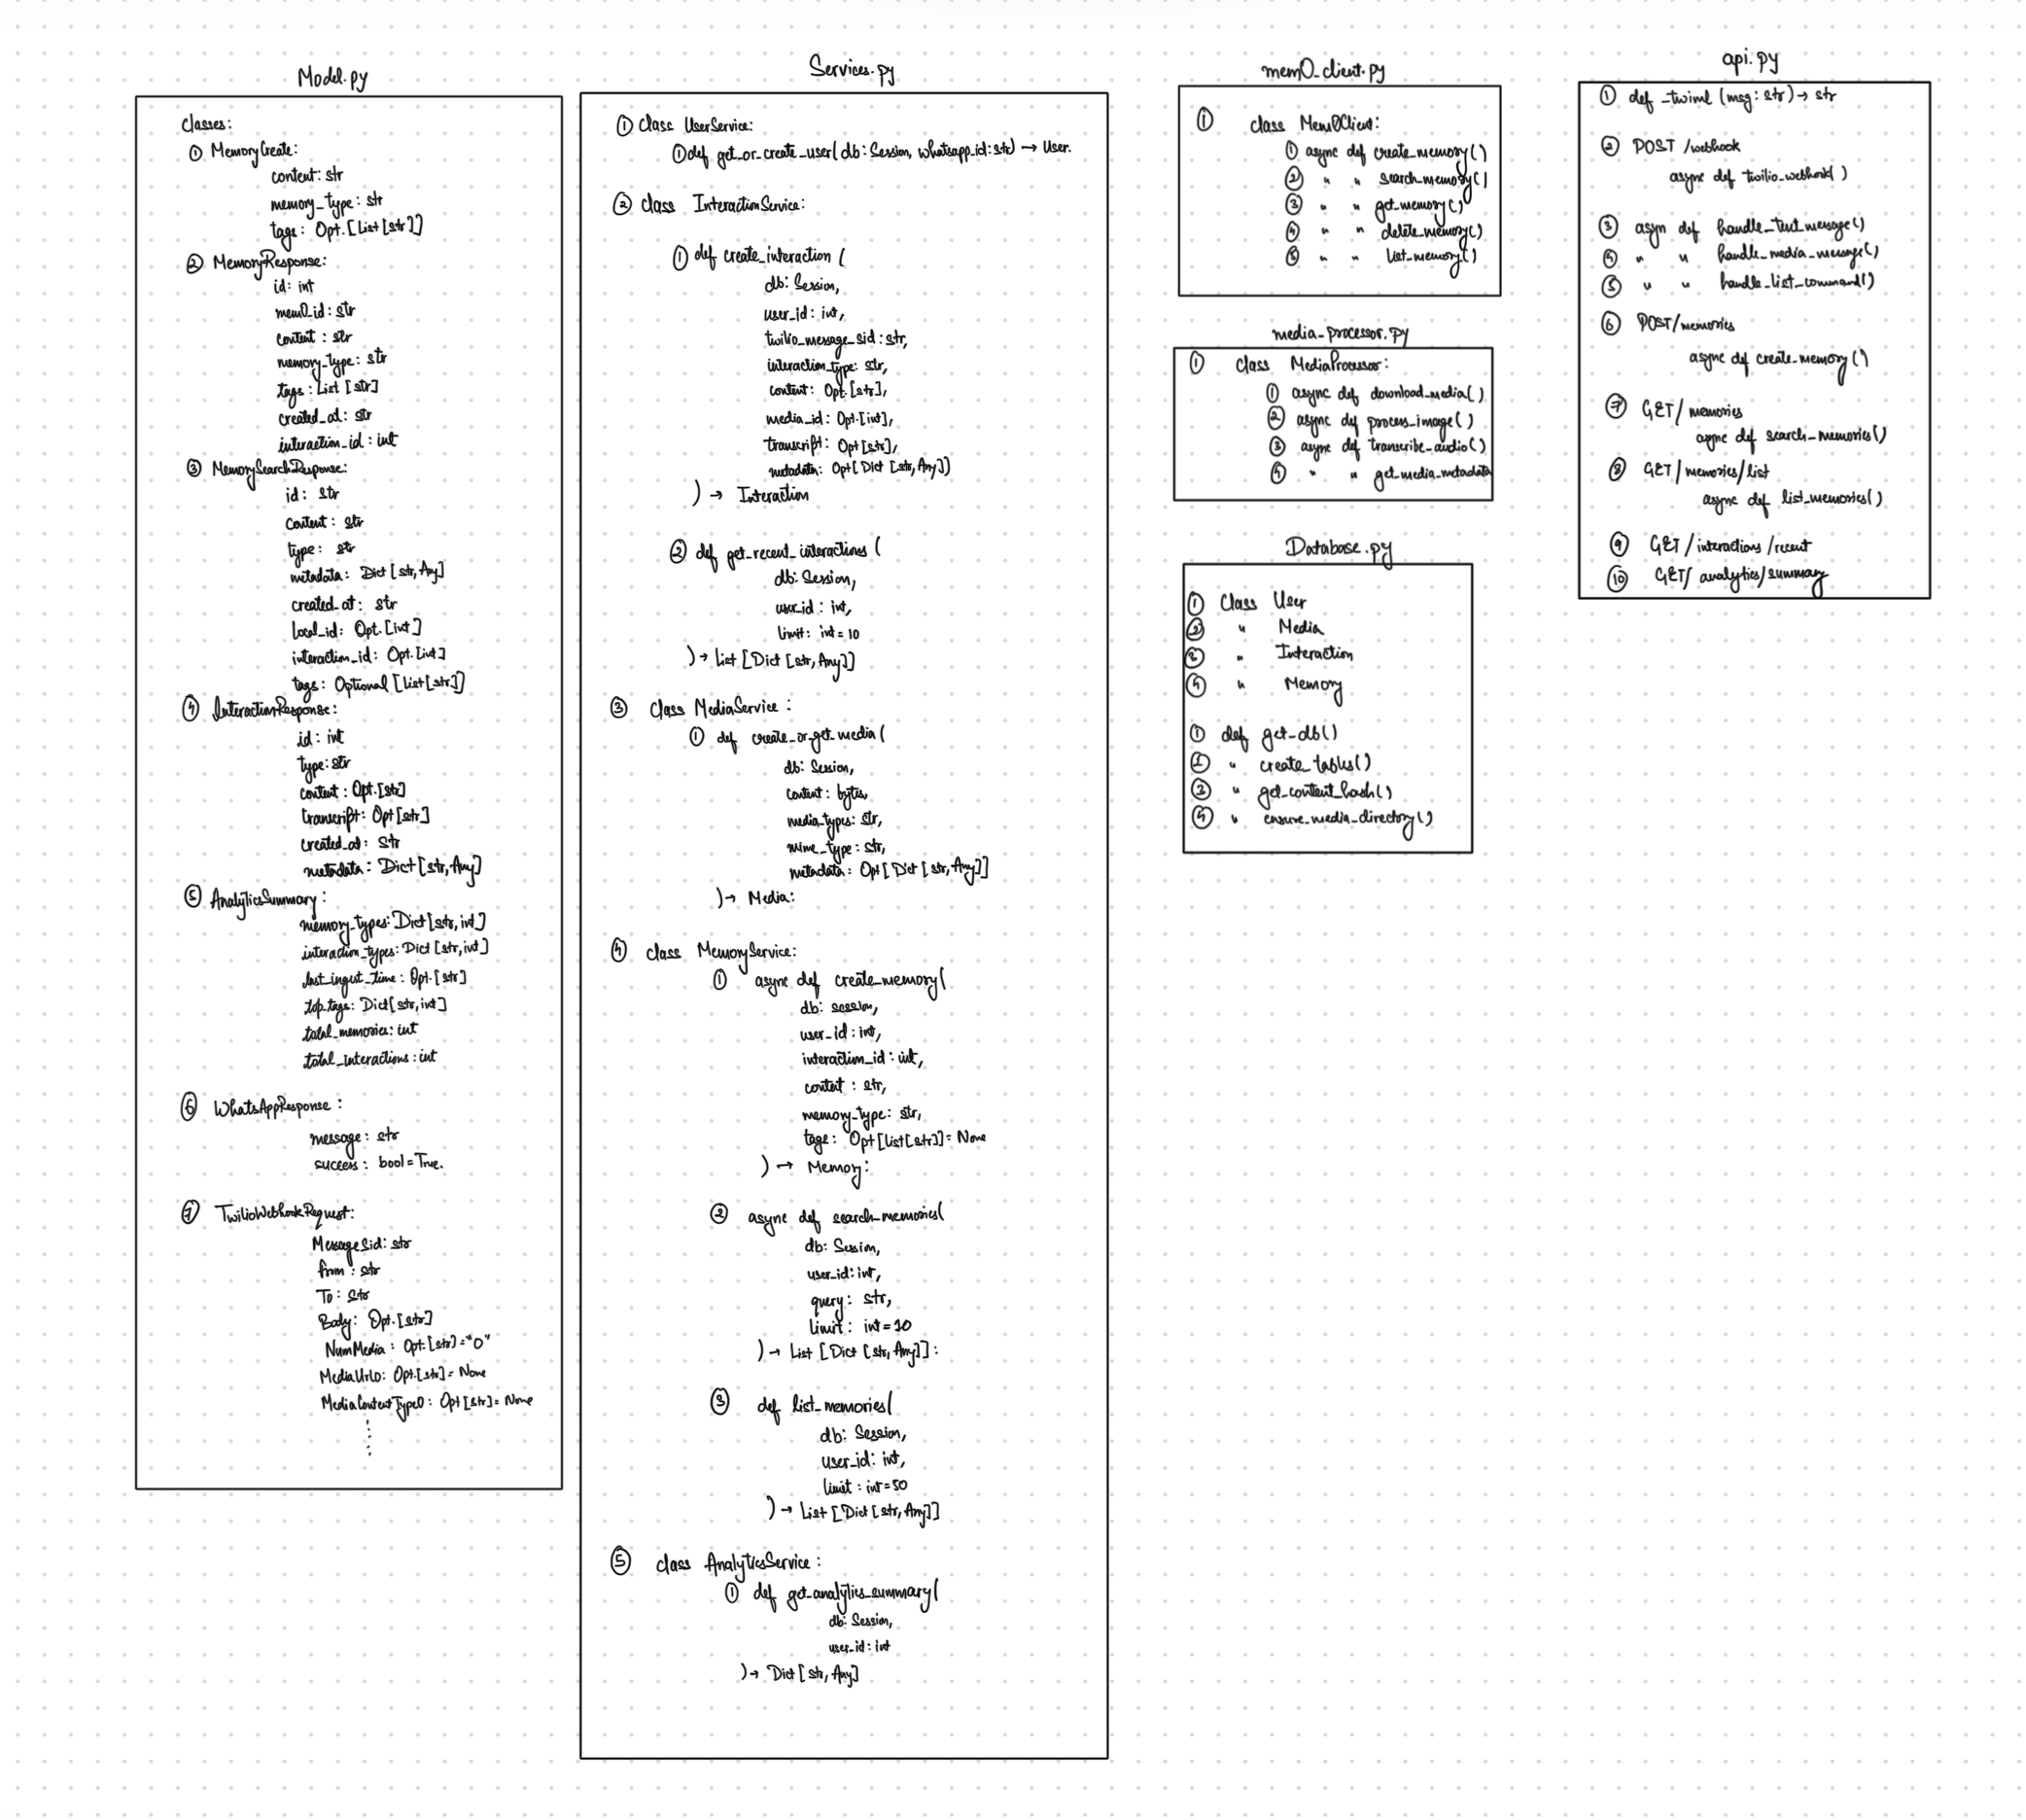 Model.py
Classes:
① MemoryCreate:
content: str
memory_type: str
tags: Opt.[List[str]]
② MemoryResponse:
id: int
mem0_id: str
content: str
memory_type: str
tags: List[str]
created_at: str
interaction_id: int
③ MemorySearchResponse:
id: str
content: str
type: str
metadata: Dict[str, Any]
created_at: str
local_id: Opt.[int]
interaction_id: Opt.[int]
tags: Optional[List[str]]
④ InteractionResponse:
id: int
type: str
content: Opt.[str]
transcript: Opt[str]
created_at: str
metadata: Dict[str, Any]
⑤ AnalyticsSummary:
memory_types: Dict[str, int]
interaction_types: Dict[str, int]
last_ingest_time: Opt.[str]
top_tags: Dict[str, int]
total_memories: int
total_interactions: int
⑥ WhatsAppResponse:
message: str
success: bool = True.
⑦ TwilioWebhookRequest:
MessageSid: str
from: str
To: str
Body: Opt.[str]
NumMedia: Opt.[str] = "0"
MediaUrl0: Opt.[str] = None
MediaContentType0: Opt[str] = None
Services.py
① Class UserService:
① def get_or_create_user(db: Session, whatsapp_id: str) → User.
② Class InteractionService:
① def create_interaction (
db: Session,
user_id: int,
twilio_message_sid: str,
interaction_type: str,
content: Opt.[str],
media_id: Opt.[int],
transcript: Opt[str],
metadata: Opt[Dict[str, Any]]
) → Interaction
② def get_recent_interactions (
db: Session,
user_id: int,
limit: int = 10
) → List[Dict[str, Any]]
③ Class MediaService:
① def create_or_get_media (
db: Session,
content: bytes,
media_types: str,
mime_type: str,
metadata: Opt[Dict[str, Any]]
) → Media:
④ class MemoryService:
① async def create_memory(
db: session,
user_id: int,
interaction_id: int,
content: str,
memory_type: str,
tags: Opt[List[str]] = None
) → Memory:
② async def search_memories(
db: Session,
user_id: int,
query: str,
limit: int = 10
) → List[Dict[str, Any]]:
③ def list_memories(
db: Session,
user_id: int,
limit: int = 50
) → List[Dict[str, Any]]
⑤ class AnalyticsService:
① def get_analytics_summary(
db: Session,
user_id: int
) → Dict[str, Any]
mem0_client.py
① class Mem0Client:
① async def create_memory()
② " " search_memory()
③ " " get_memory()
④ " " delete_memory()
⑤ " " list_memory()
media_processor.py
① Class MediaProcessor:
① async def download_media()
② async def process_image()
③ async def transcribe_audio()
④ " " get_media_metadata
Database.py
① Class User
② " Media
③ " Interaction
④ " Memory
① def get_db()
② " create_tables()
③ " get_content_hash()
④ " ensure_media_directory()
api.py
① def _twiml (msg: str) → str
② POST /webhook
async def twilio_webhook()
③ asyn def handle_text_message()
④ " " handle_media_message()
⑤ " " handle_list_command()
⑥ POST/memories
async def create_memory()
⑦ GET/memories
async def search_memories()
⑧ GET/memories/list
async def list_memories()
⑨ GET/interactions/recent
⑩ GET/analytics/summary